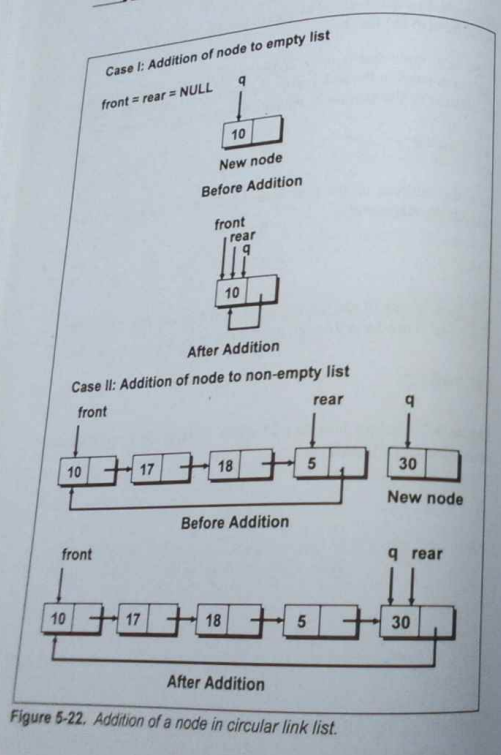 Case I: Addition of node to empty list
front = rear = NULL
q
10
New node
Before Addition
front
rear
q
10
After Addition
Case II: Addition of node to non-empty list
front
rear
q
10
17
18
5
30
New node
Before Addition
front
q rear
10
17
18
5
30
After Addition
Figure 5-22. Addition of a node in circular link list.